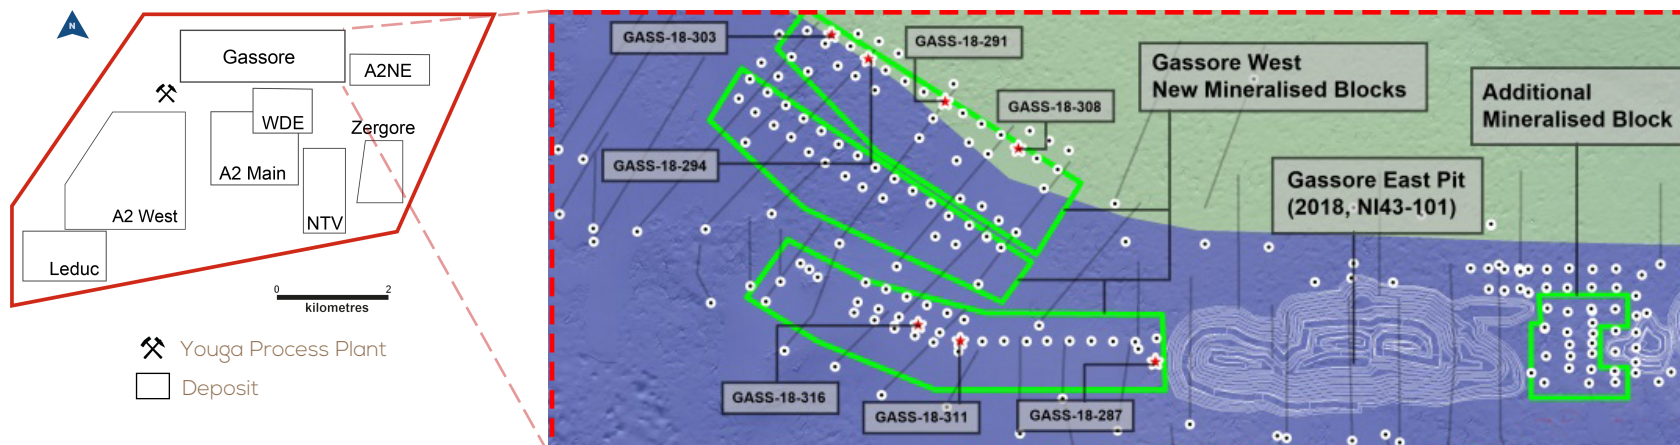 N
Gassore
A2NE
WDE
Zergore
A2 Main
A2 West
NTV
Leduc
0 2
kilometres
Youga Process Plant
Deposit
GASS-18-303
GASS-18-291
Gassore West
New Mineralised Blocks
Additional
Mineralised Block
GASS-18-308
GASS-18-294
Gassore East Pit
(2018, NI43-101)
GASS-18-316
GASS-18-311
GASS-18-287